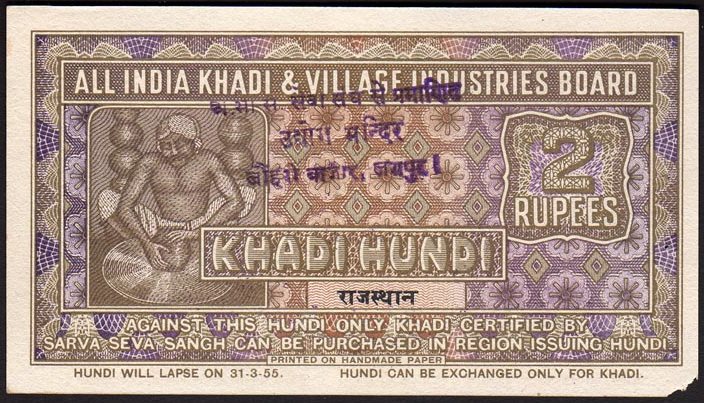 ALL INDIA KHADI & VILLAGE INDUSTRIES BOARD
से प्रमाणित
उद्योग मन्दिर
बाजार, जयपुर।
2
RUPEES
KHADI HUNDI
राजस्थान
AGAINST THIS HUNDI ONLY KHADI CERTIFIED BY
SARVA SEVA SANGH CAN BE PURCHASED IN REGION ISSUING HUNDI
PRINTED ON HANDMADE PAPER
HUNDI WILL LAPSE ON 31-3-55. HUNDI CAN BE EXCHANGED ONLY FOR KHADI.